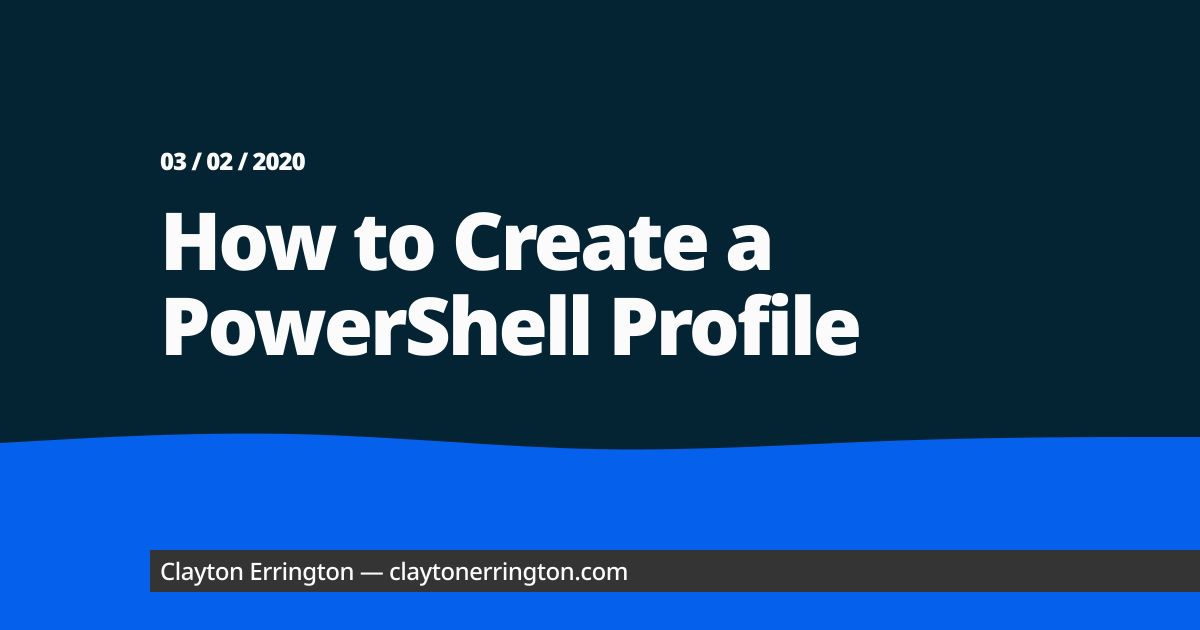 03 / 02 / 2020
How to Create a
PowerShell Profile
Clayton Errington — claytonerrington.com